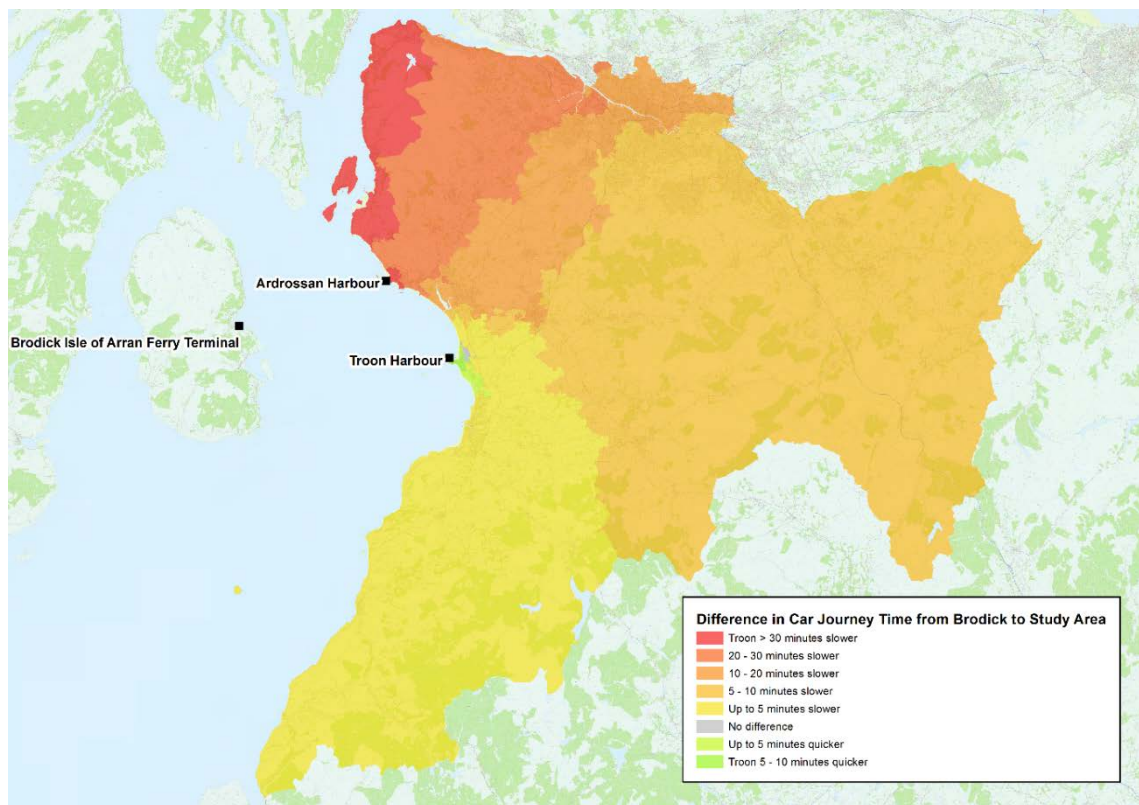 Ardrossan Harbour
Brodick Isle of Arran Ferry Terminal
Troon Harbour
Difference in Car Journey Time from Brodick to Study Area
Troon > 30 minutes slower
20 - 30 minutes slower
10 - 20 minutes slower
5 - 10 minutes slower
Up to 5 minutes slower
No difference
Up to 5 minutes quicker
Troon 5 - 10 minutes quicker